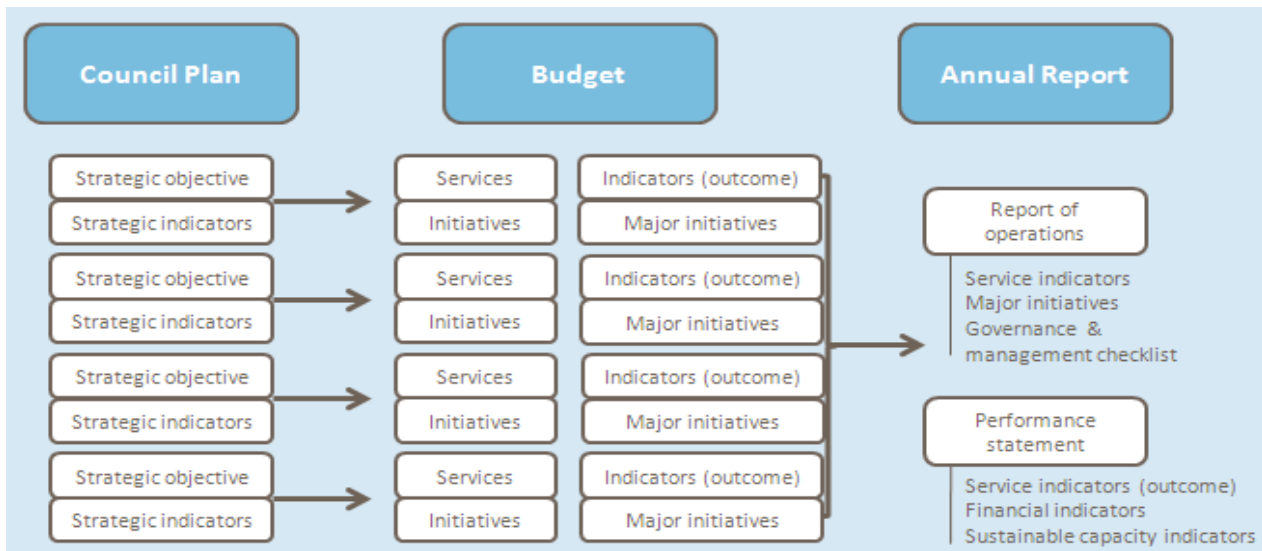 Council Plan
Budget
Annual Report
Strategic objective
Strategic indicators
Strategic objective
Strategic indicators
Strategic objective
Strategic indicators
Strategic objective
Strategic indicators
Services
Indicators (outcome)
Initiatives
Major initiatives
Services
Indicators (outcome)
Initiatives
Major initiatives
Services
Indicators (outcome)
Initiatives
Major initiatives
Services
Indicators (outcome)
Initiatives
Major initiatives
Report of
operations
Service indicators
Major initiatives
Governance &
management checklist
Performance
statement
Service indicators (outcome)
Financial indicators
Sustainable capacity indicators